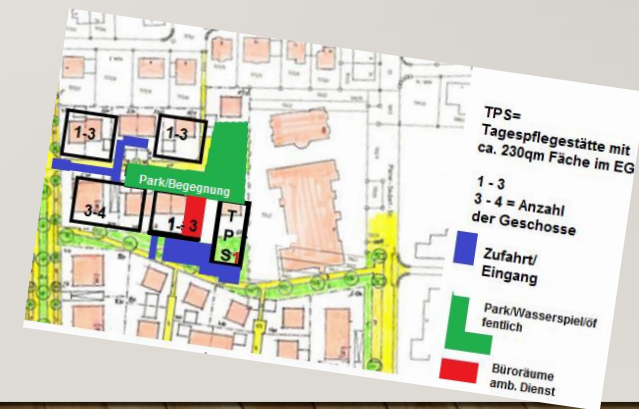 1-3
1-3
Park/Begegnung
3-4
1- 3
T
P
S1
TPS=
Tagespflegestätte mit
ca. 230qm Fäche im EG
1 - 3
3 - 4 = Anzahl
der Geschosse
Zufahrt/
Eingang
Park/Wasserspiel/öf
fentlich
Büroräume
amb. Dienst